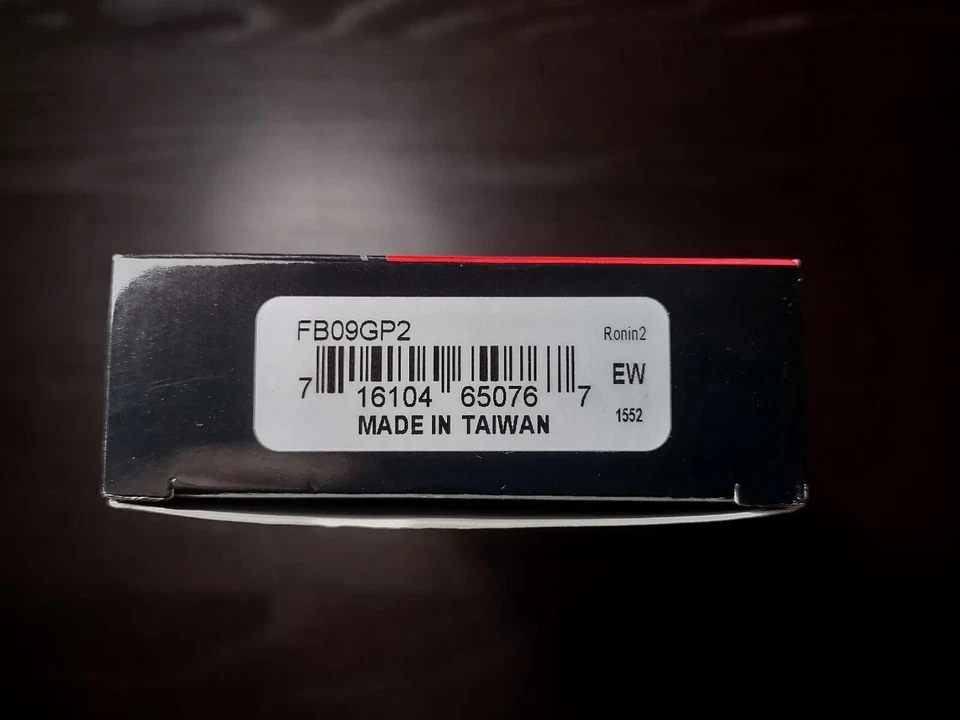 FB09GP2
Ronin2
EW
7 16104 65076 7
1552
MADE IN TAIWAN